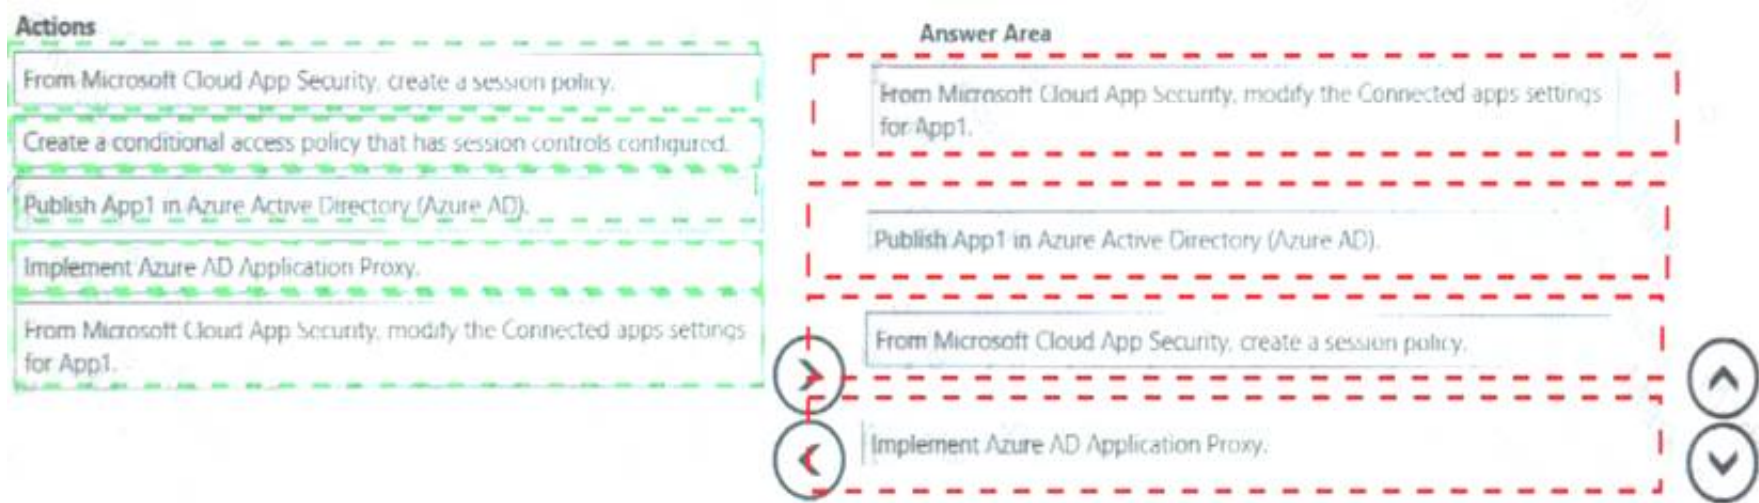 Actions
From Microsoft Cloud App Security, create a session policy.
Create a conditional access policy that has session controls configured.
Publish App1 in Azure Active Directory (Azure AD).
Implement Azure AD Application Proxy.
From Microsoft Cloud App Security, modify the Connected apps settings
for App1.
Answer Area
From Microsoft Cloud App Security, modify the Connected apps settings
for App1.
Publish App1 in Azure Active Directory (Azure AD).
From Microsoft Cloud App Security, create a session policy.
Implement Azure AD Application Proxy.